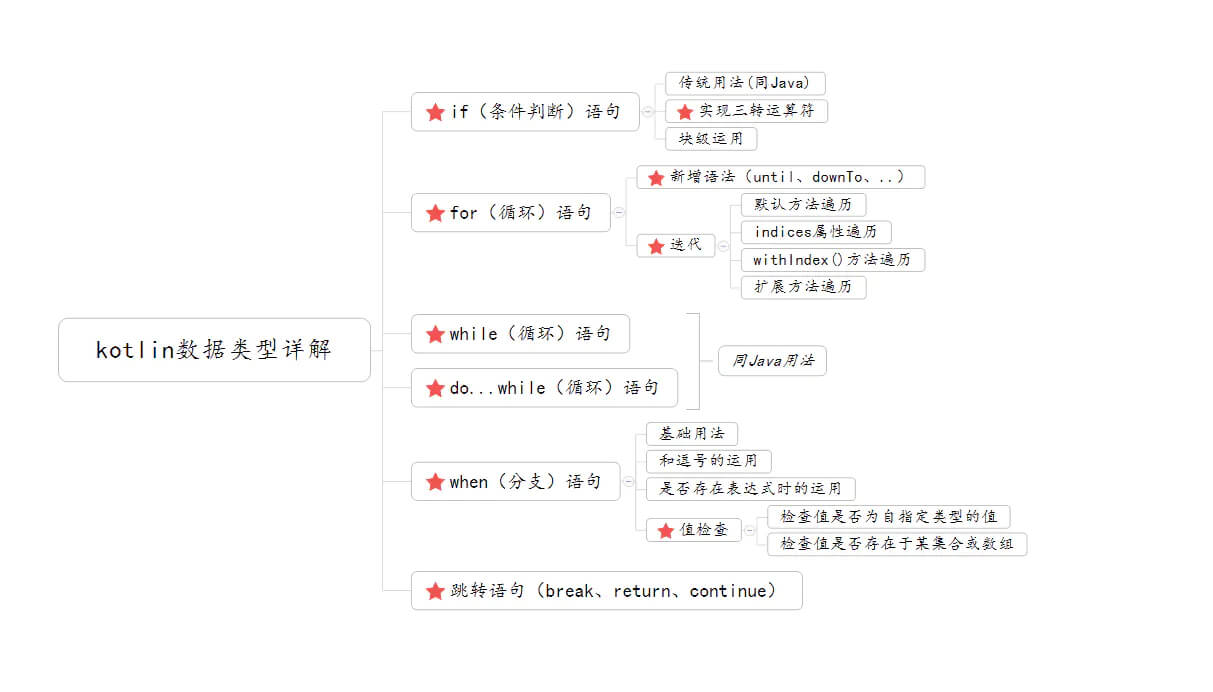 kotlin数据类型详解
if（条件判断）语句
传统用法(同Java)
实现三转运算符
块级运用
for（循环）语句
新增语法（until、downTo、..）
迭代
默认方法遍历
indices属性遍历
withIndex()方法遍历
扩展方法遍历
while（循环）语句
do...while（循环）语句
同Java用法
when（分支）语句
基础用法
和逗号的运用
是否存在表达式时的运用
值检查
检查值是否为自指定类型的值
检查值是否存在于某集合或数组
跳转语句（break、return、continue）